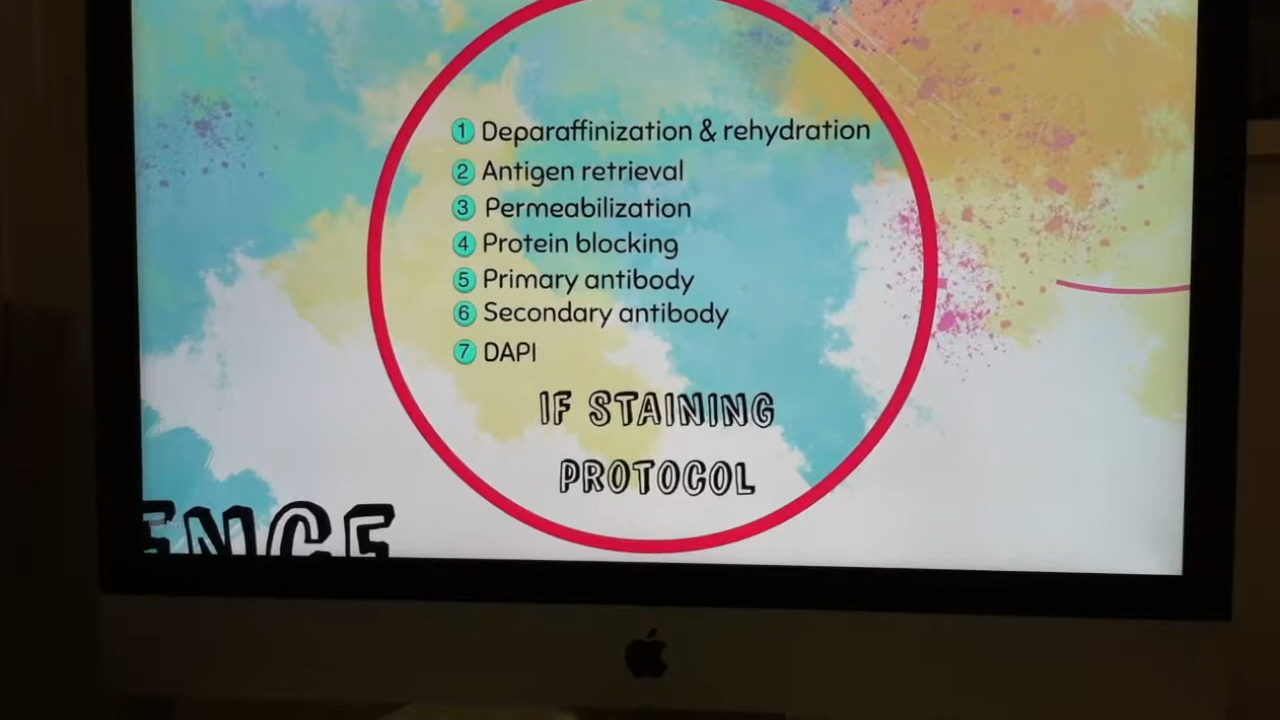 1 Deparaffinization & rehydration
2 Antigen retrieval
3 Permeabilization
4 Protein blocking
5 Primary antibody
6 Secondary antibody
7 DAPI
IF STAINING
PROTOCOL
ENCE